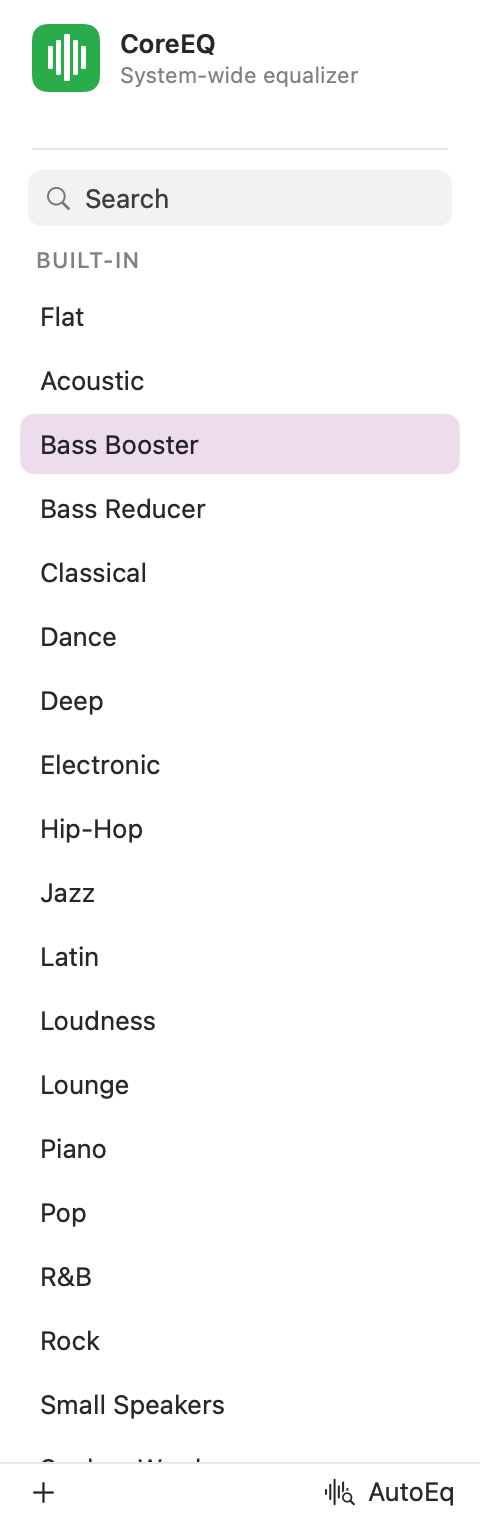 CoreEQ
System-wide equalizer
Search
BUILT-IN
Flat
Acoustic
Bass Booster
Bass Reducer
Classical
Dance
Deep
Electronic
Hip-Hop
Jazz
Latin
Loudness
Lounge
Piano
Pop
R&B
Rock
Small Speakers
AutoEq